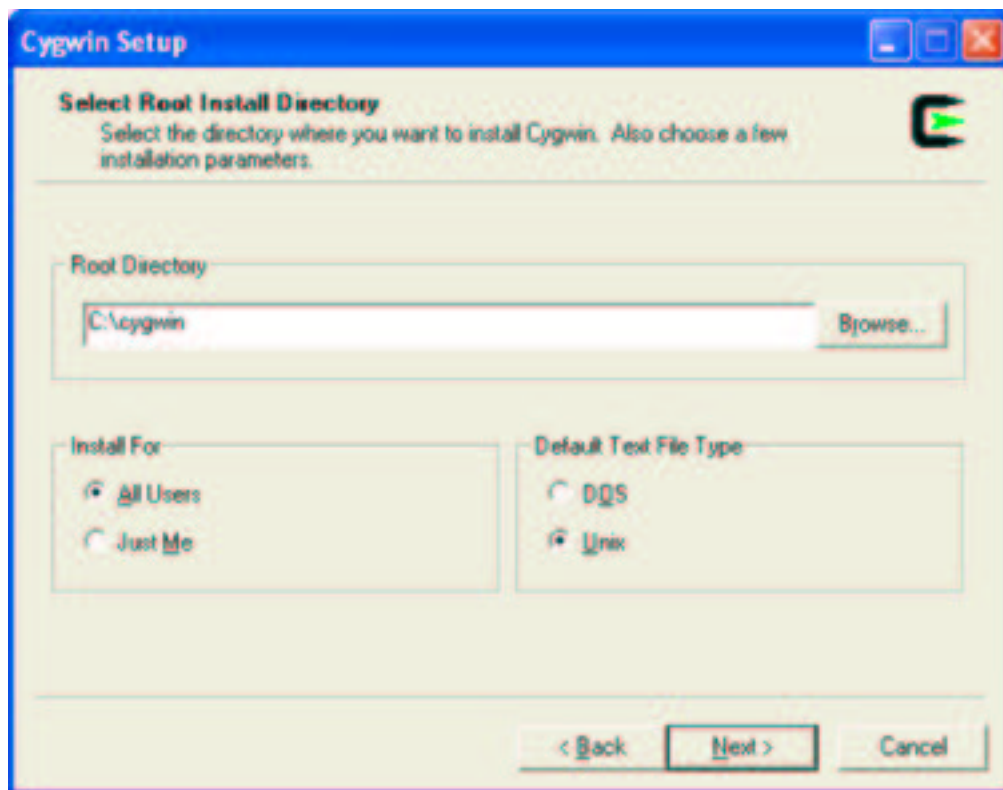 Cygwin Setup
Select Root Install Directory
Select the directory where you want to install Cygwin. Also choose a few
installation parameters.
Root Directory
C:\cygwin
Browse...
Install For
All Users
Just Me
Default Text File Type
DOS
Unix
< Back
Next >
Cancel